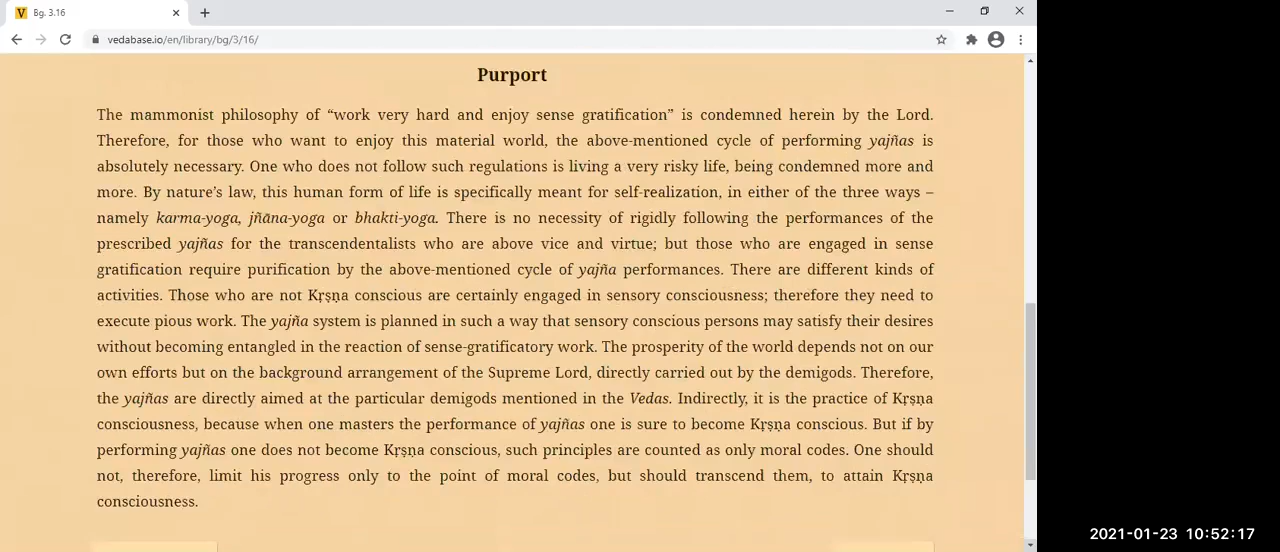 V Bg. 3.16
vedabase.io/en/library/bg/3/16/
Purport
The mammonist philosophy of “work very hard and enjoy sense gratification” is condemned herein by the Lord.
Therefore, for those who want to enjoy this material world, the above-mentioned cycle of performing yajñas is
absolutely necessary. One who does not follow such regulations is living a very risky life, being condemned more and
more. By nature’s law, this human form of life is specifically meant for self-realization, in either of the three ways –
namely karma-yoga, jñāna-yoga or bhakti-yoga. There is no necessity of rigidly following the performances of the
prescribed yajñas for the transcendentalists who are above vice and virtue; but those who are engaged in sense
gratification require purification by the above-mentioned cycle of yajña performances. There are different kinds of
activities. Those who are not Kṛṣṇa conscious are certainly engaged in sensory consciousness; therefore they need to
execute pious work. The yajña system is planned in such a way that sensory conscious persons may satisfy their desires
without becoming entangled in the reaction of sense-gratificatory work. The prosperity of the world depends not on our
own efforts but on the background arrangement of the Supreme Lord, directly carried out by the demigods. Therefore,
the yajñas are directly aimed at the particular demigods mentioned in the Vedas. Indirectly, it is the practice of Kṛṣṇa
consciousness, because when one masters the performance of yajñas one is sure to become Kṛṣṇa conscious. But if by
performing yajñas one does not become Kṛṣṇa conscious, such principles are counted as only moral codes. One should
not, therefore, limit his progress only to the point of moral codes, but should transcend them, to attain Kṛṣṇa
consciousness.
2021-01-23 10:52:17